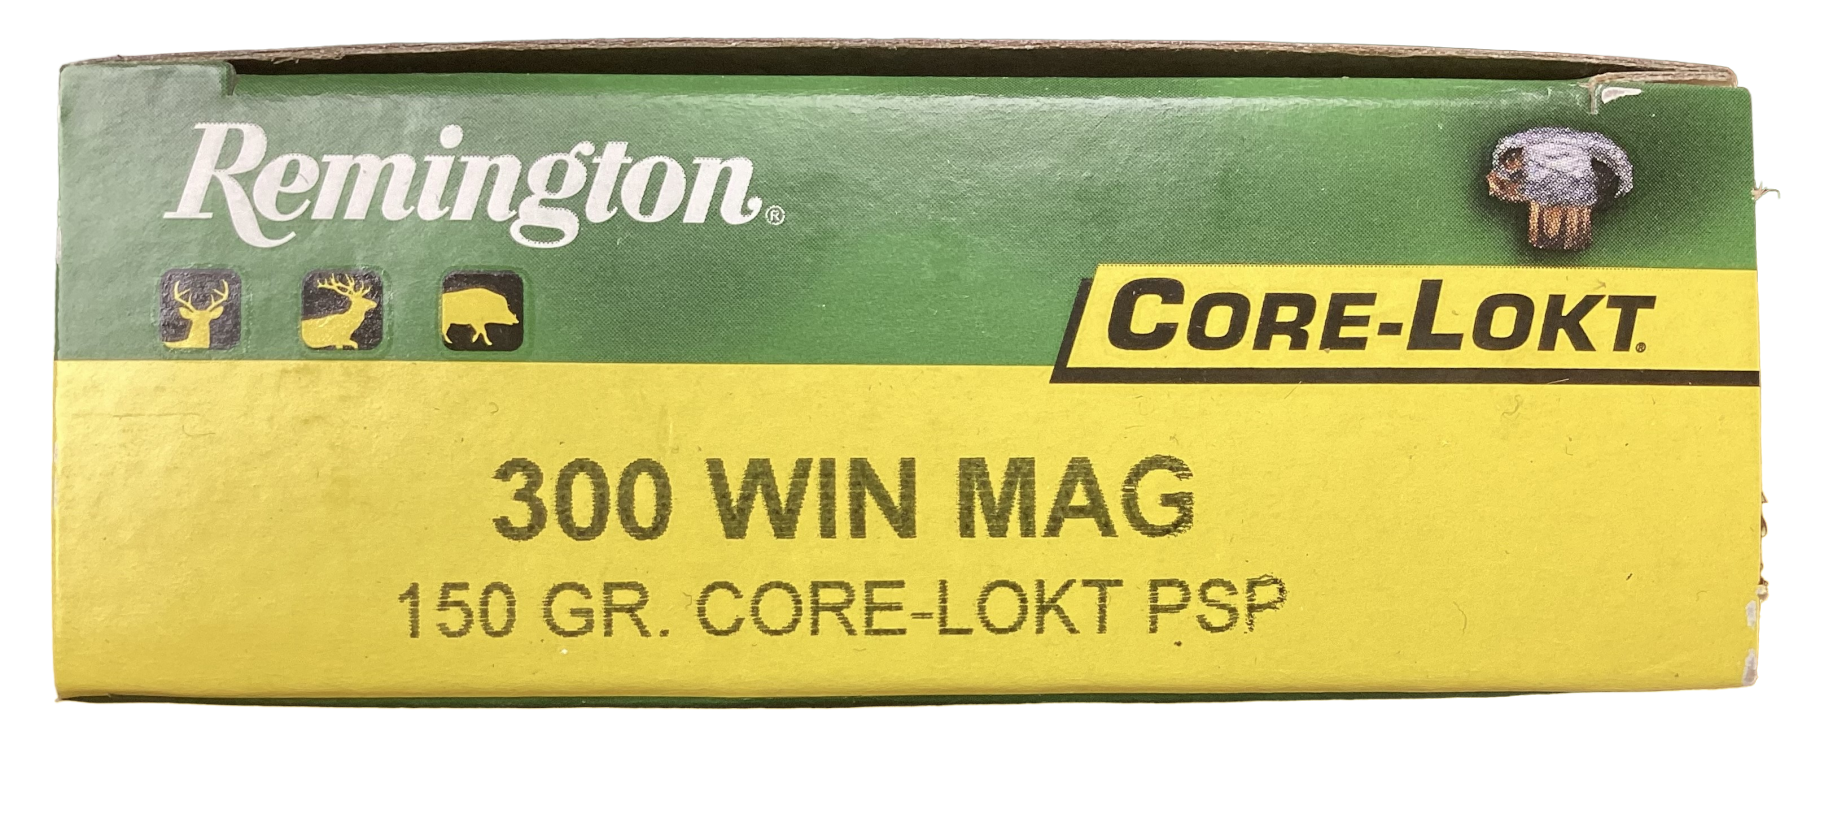 Remington®
CORE-LOKT®
300 WIN MAG
150 GR. CORE-LOKT PSP